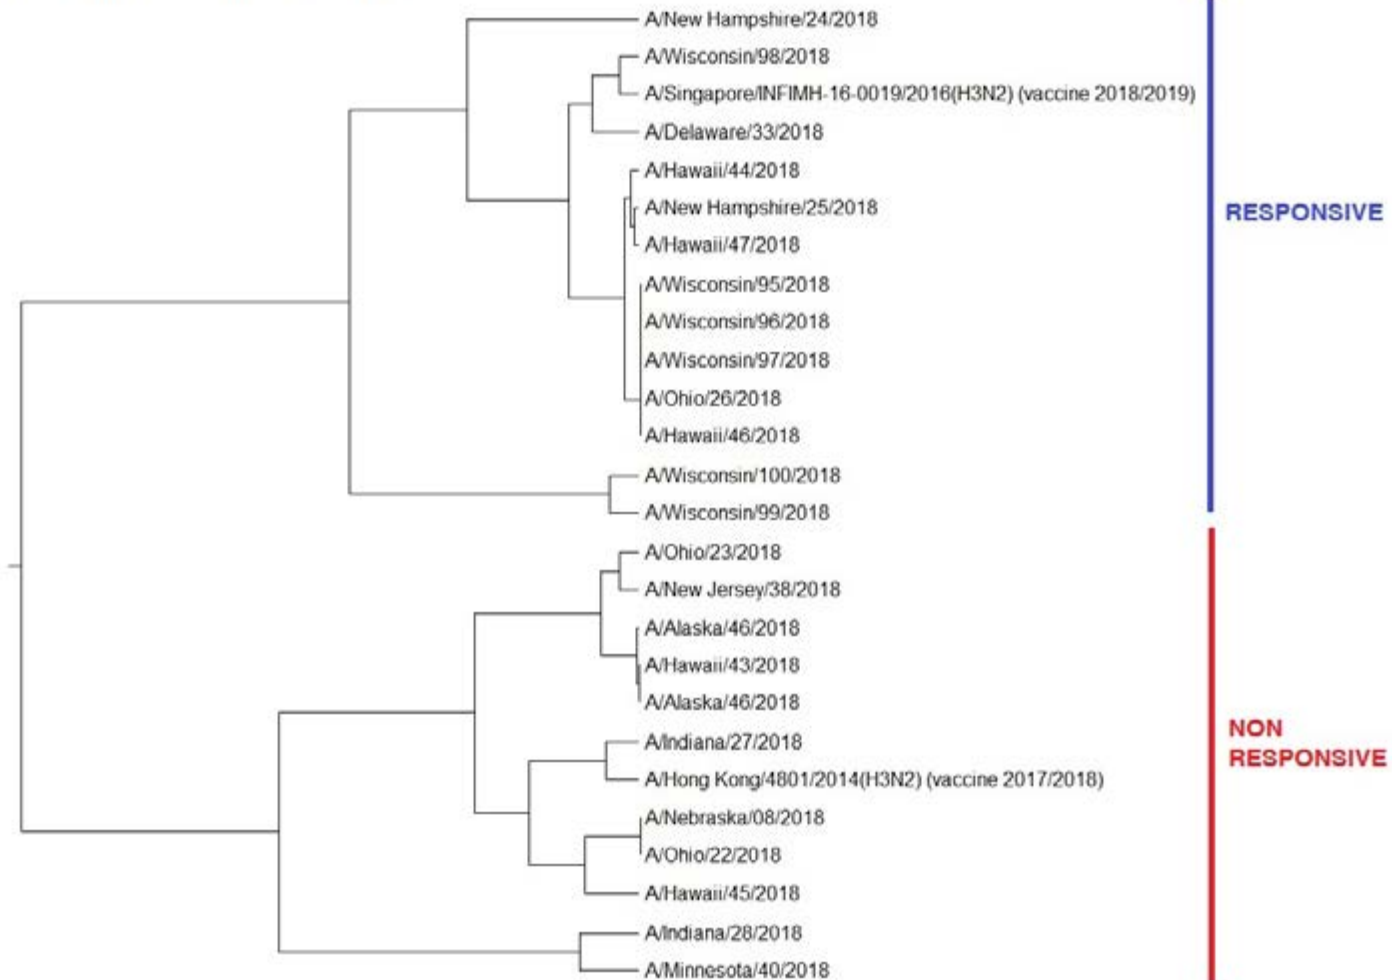 A/New Hampshire/24/2018
A/Wisconsin/98/2018
A/Singapore/INFIMH-16-0019/2016(H3N2) (vaccine 2018/2019)
A/Delaware/33/2018
A/Hawaii/44/2018
A/New Hampshire/25/2018
A/Hawaii/47/2018
A/Wisconsin/95/2018
A/Wisconsin/96/2018
A/Wisconsin/97/2018
A/Ohio/26/2018
A/Hawaii/46/2018
A/Wisconsin/100/2018
A/Wisconsin/99/2018
RESPONSIVE
A/Ohio/23/2018
A/New Jersey/38/2018
A/Alaska/46/2018
A/Hawaii/43/2018
A/Alaska/46/2018
A/Indiana/27/2018
A/Hong Kong/4801/2014(H3N2) (vaccine 2017/2018)
A/Nebraska/08/2018
A/Ohio/22/2018
A/Hawaii/45/2018
A/Indiana/28/2018
A/Minnesota/40/2018
NON
RESPONSIVE